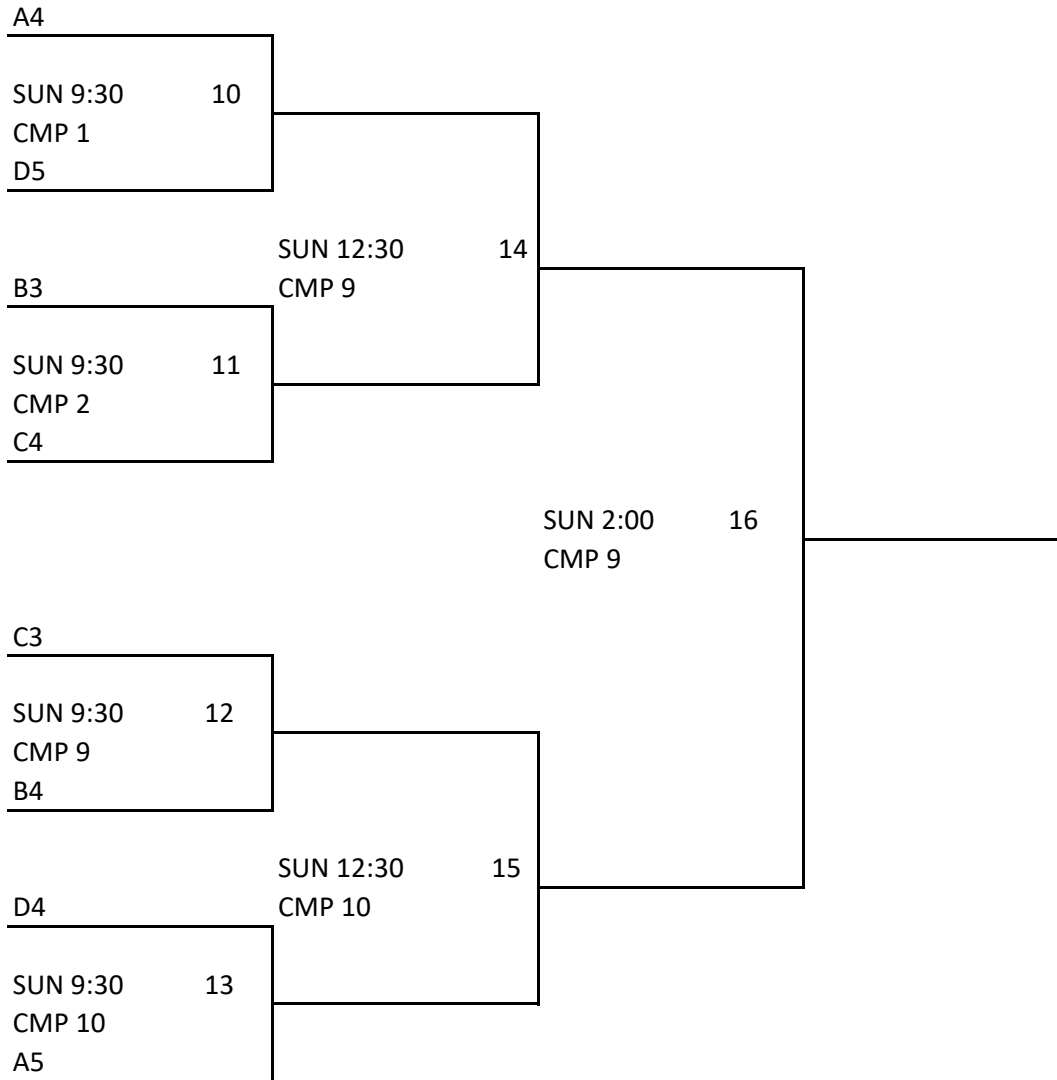 A4
SUN 9:30 10
CMP 1
D5
SUN 12:30 14
CMP 9
B3
SUN 9:30 11
CMP 2
C4
SUN 2:00 16
CMP 9
C3
SUN 9:30 12
CMP 9
B4
SUN 12:30 15
CMP 10
D4
SUN 9:30 13
CMP 10
A5